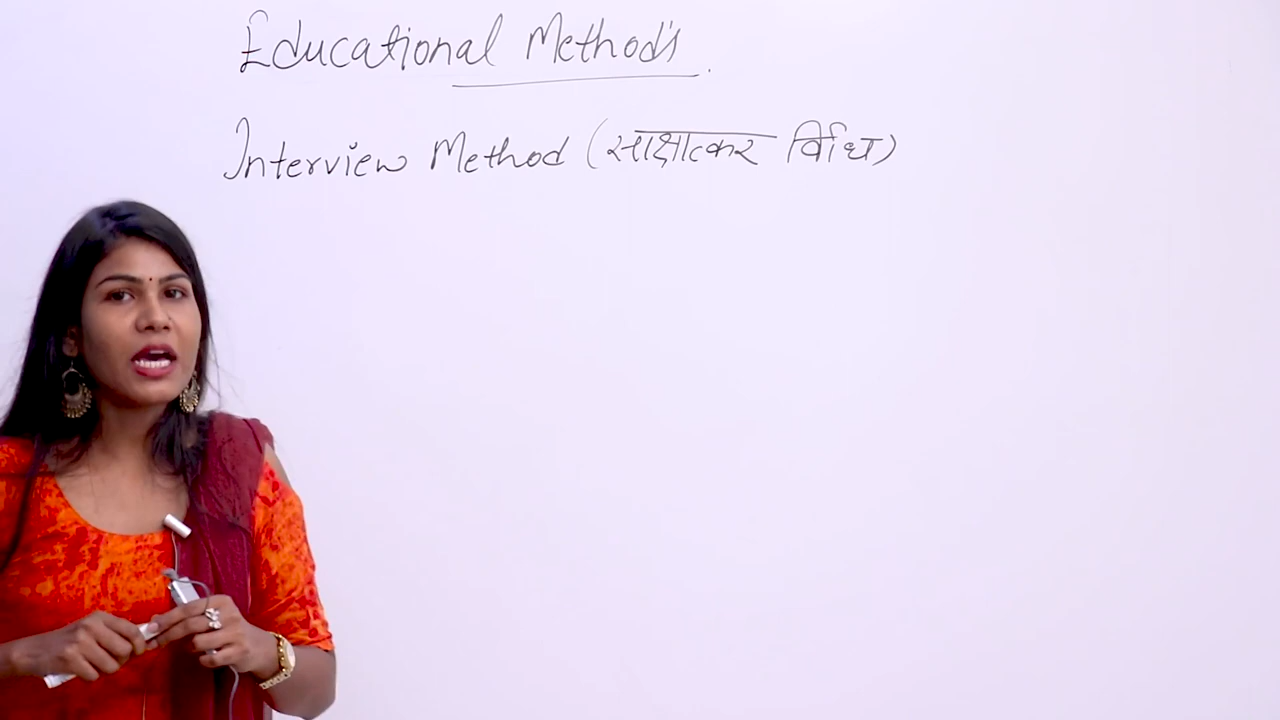 Educational Method's.
Interview Method (साक्षात्कार विधि)